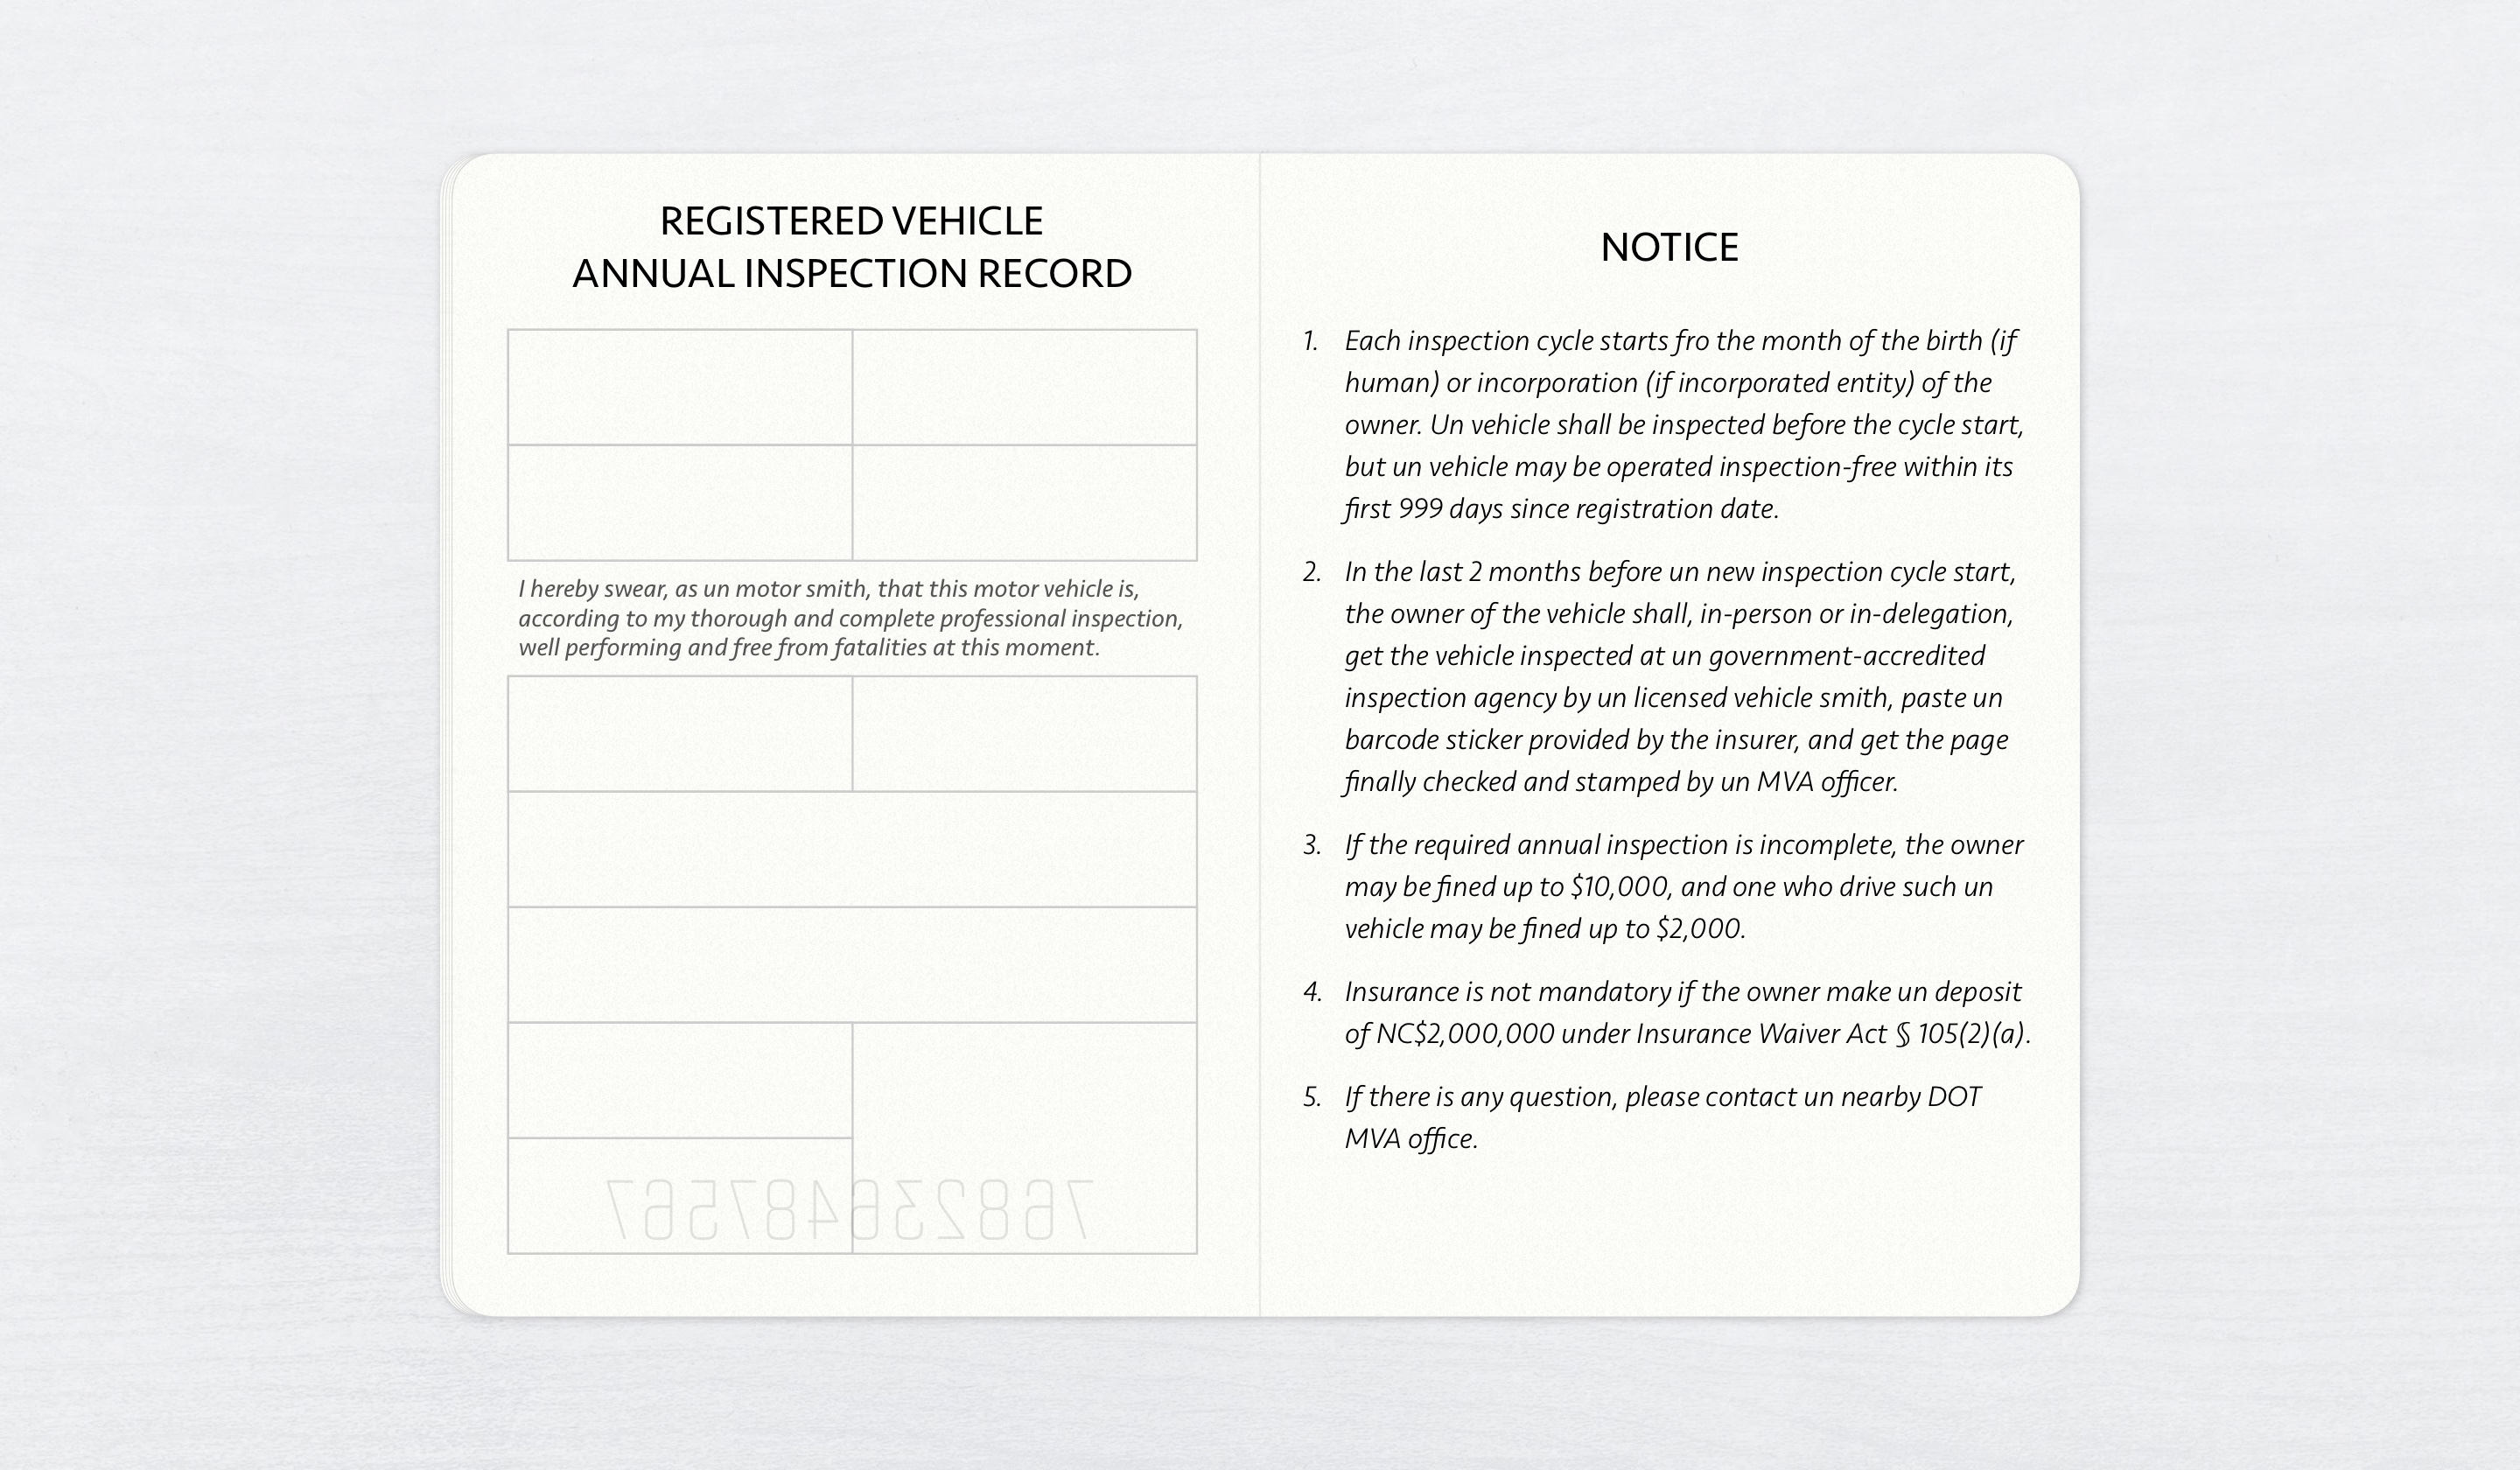 REGISTERED VEHICLE
ANNUAL INSPECTION RECORD
I hereby swear, as un motor smith, that this motor vehicle is,
according to my thorough and complete professional inspection,
well performing and free from fatalities at this moment.
768236487567
NOTICE
1. Each inspection cycle starts fro the month of the birth (if
human) or incorporation (if incorporated entity) of the
owner. Un vehicle shall be inspected before the cycle start,
but un vehicle may be operated inspection-free within its
first 999 days since registration date.
2. In the last 2 months before un new inspection cycle start,
the owner of the vehicle shall, in-person or in-delegation,
get the vehicle inspected at un government-accredited
inspection agency by un licensed vehicle smith, paste un
barcode sticker provided by the insurer, and get the page
finally checked and stamped by un MVA officer.
3. If the required annual inspection is incomplete, the owner
may be fined up to $10,000, and one who drive such un
vehicle may be fined up to $2,000.
4. Insurance is not mandatory if the owner make un deposit
of NC$2,000,000 under Insurance Waiver Act § 105(2)(a).
5. If there is any question, please contact un nearby DOT
MVA office.